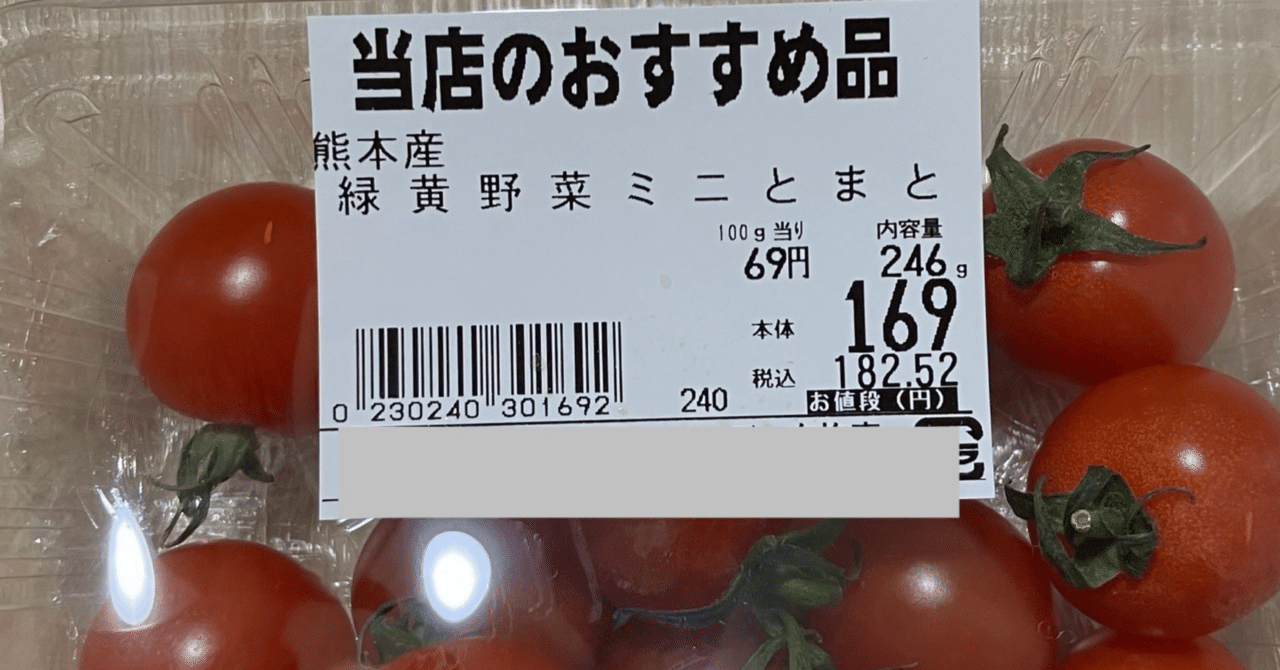 当店のおすすめ品
熊本産
緑黄野菜ミニとまと
100g当り 内容量
69円 246g
本体 169
税込 182.52
お値段（円）
0 230240 301692 240